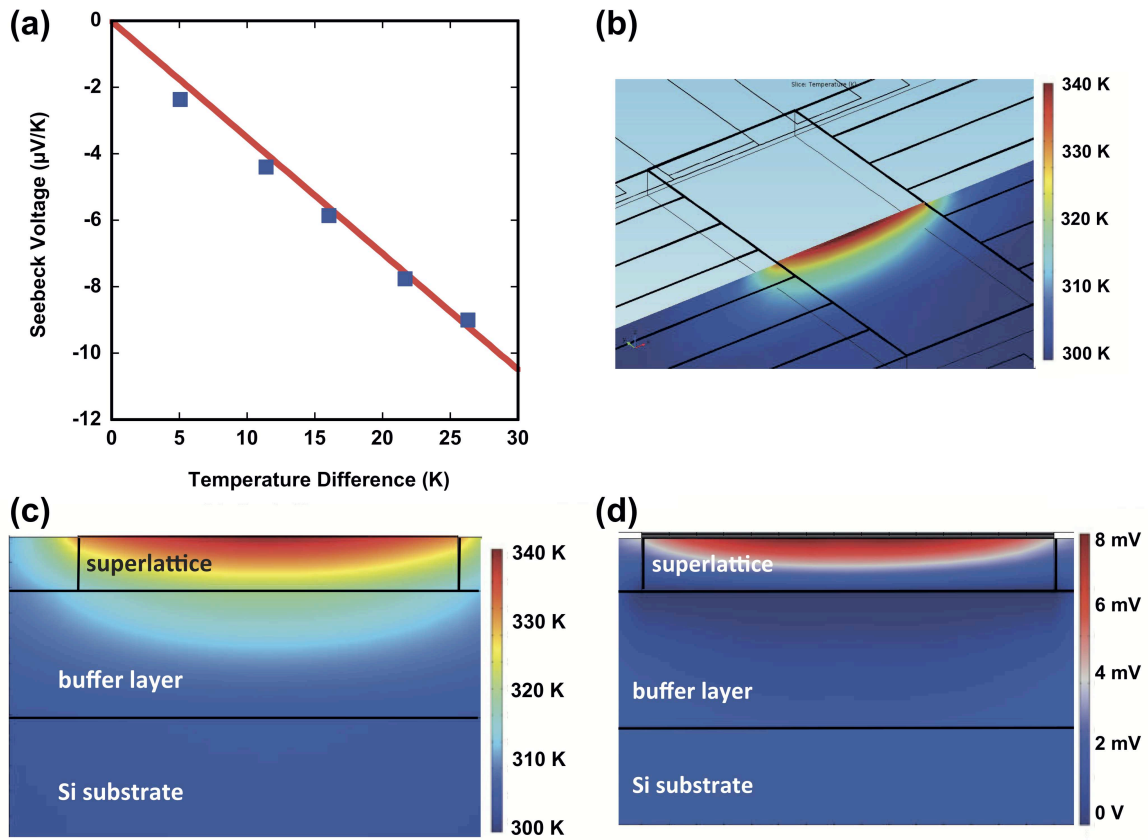 (a)
0
-2
-4
-6
-8
-10
-12
Seebeck Voltage (µV/K)
0 5 10 15 20 25 30
Temperature Difference (K)
(b)
Slice: Temperature (K)
340 K
330 K
320 K
310 K
300 K
(c)
superlattice
buffer layer
Si substrate
340 K
330 K
320 K
310 K
300 K
(d)
superlattice
buffer layer
Si substrate
8 mV
6 mV
4 mV
2 mV
0 V